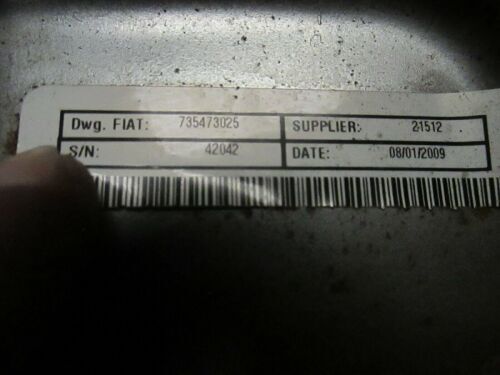 Dwg. FIAT: 735473025 SUPPLIER: 21512
S/N: 42042 DATE: 08/01/2009